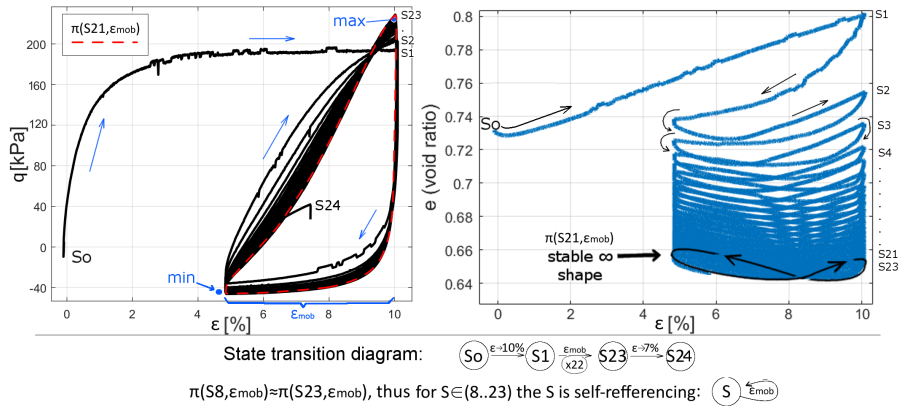 π(S21,εmob)
max
S23
.
S2
S1
q[kPa]
200
160
120
80
40
0
-40
So
S24
min
0
2
4
6
8
10
ε[%]
εmob
e (void ratio)
0.8
0.78
0.76
0.74
0.72
0.7
0.68
0.66
0.64
So
S1
S2
S3
S4
.
.
.
.
S21
S23
π(S21,εmob)
stable ∞
shape
0
2
4
6
8
10
ε[%]
State transition diagram: So ε→10% S1 εmob x22 S23 ε→7% S24
π(S8,εmob)≈π(S23,εmob), thus for S∈(8..23) the S is self-refferencing: S εmob